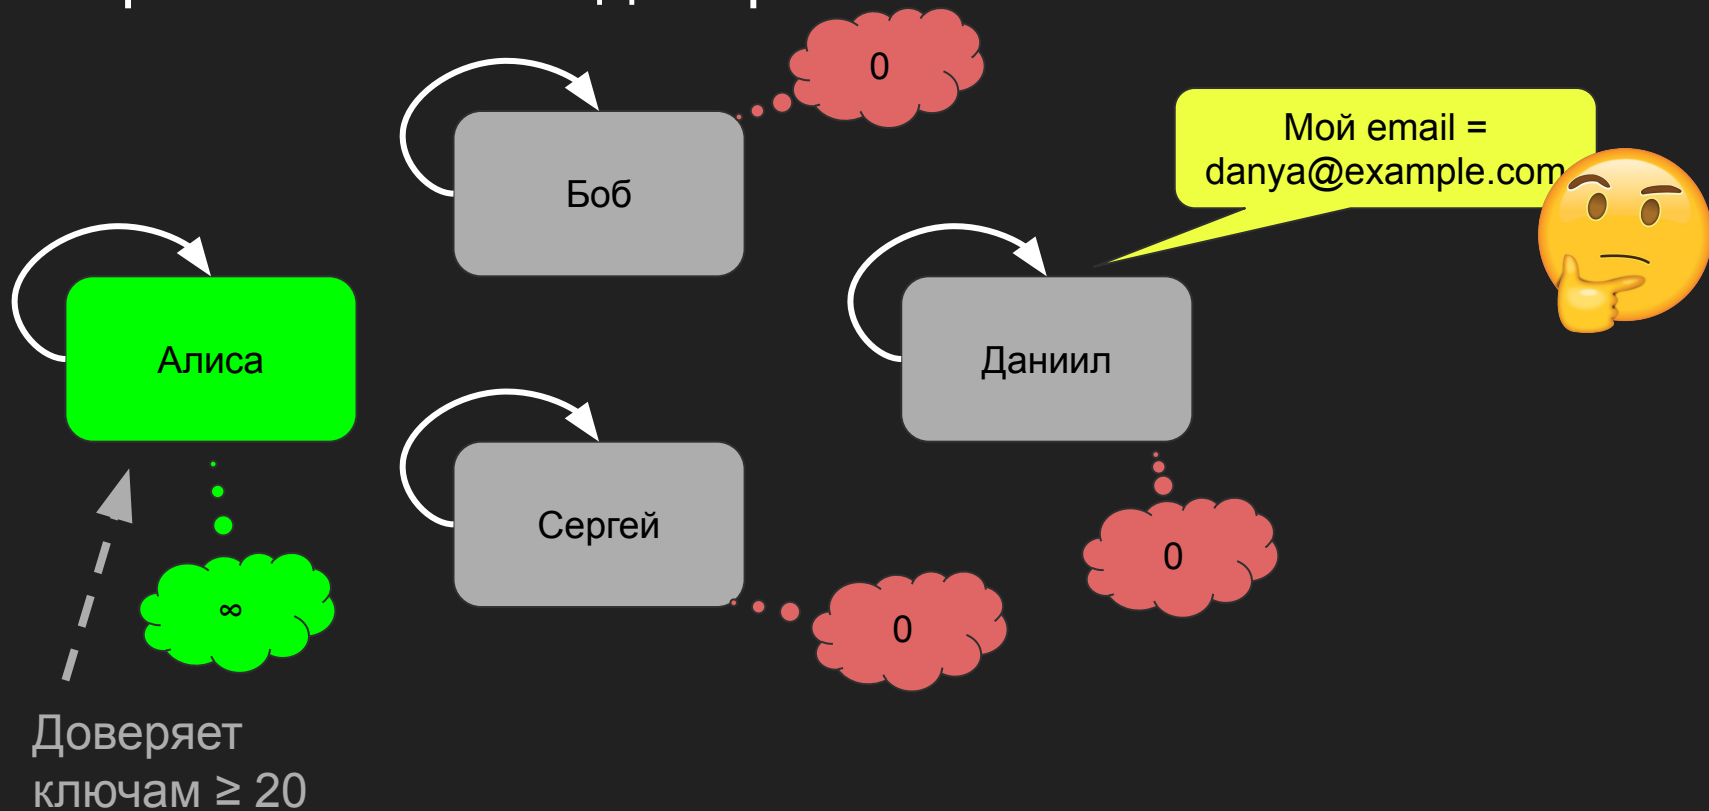 0
Мой email =
danya@example.com
Боб
Алиса
Даниил
Сергей
0
∞
0
Доверяет
ключам ≥ 20